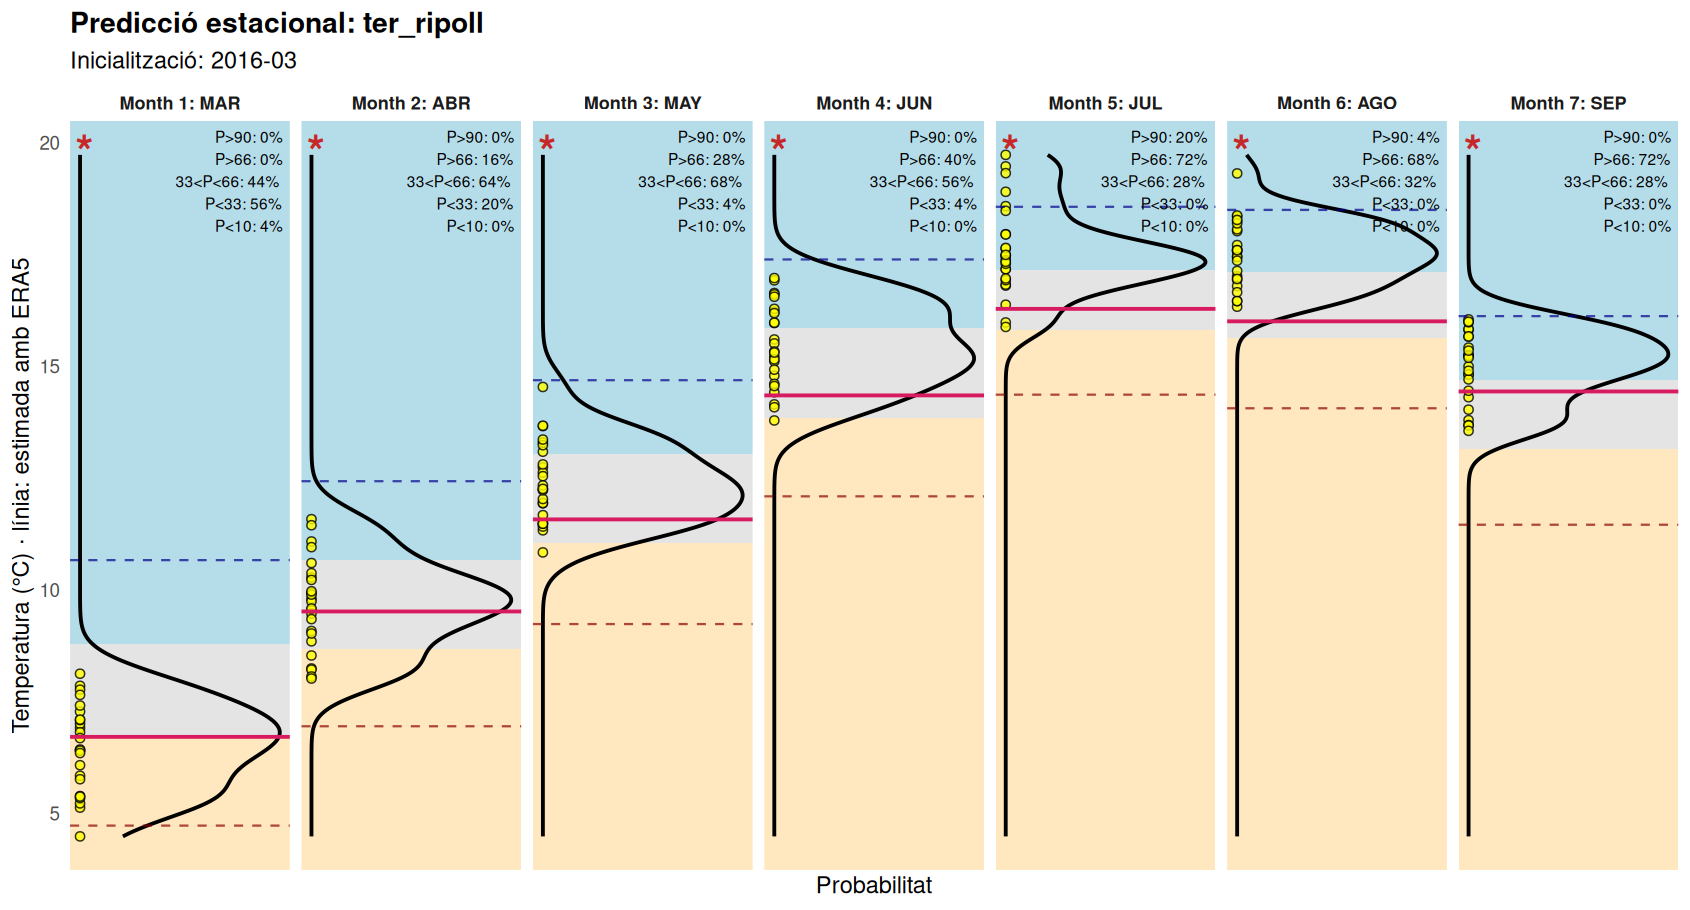 Predicció estacional: ter_ripoll
Inicialització: 2016-03
Month 1: MAR
Month 2: ABR
Month 3: MAY
Month 4: JUN
Month 5: JUL
Month 6: AGO
Month 7: SEP
Temperatura (°C) · línia: estimada amb ERA5
20
15
10
5
*
P>90: 0%
P>66: 0%
33<P<66: 44%
P<33: 56%
P<10: 4%
*
P>90: 0%
P>66: 16%
33<P<66: 64%
P<33: 20%
P<10: 0%
*
P>90: 0%
P>66: 28%
33<P<66: 68%
P<33: 4%
P<10: 0%
*
P>90: 0%
P>66: 40%
33<P<66: 56%
P<33: 4%
P<10: 0%
*
P>90: 20%
P>66: 72%
33<P<66: 28%
P<33: 0%
P<10: 0%
*
P>90: 4%
P>66: 68%
33<P<66: 32%
P<33: 0%
P<10: 0%
*
P>90: 0%
P>66: 72%
33<P<66: 28%
P<33: 0%
P<10: 0%
Probabilitat